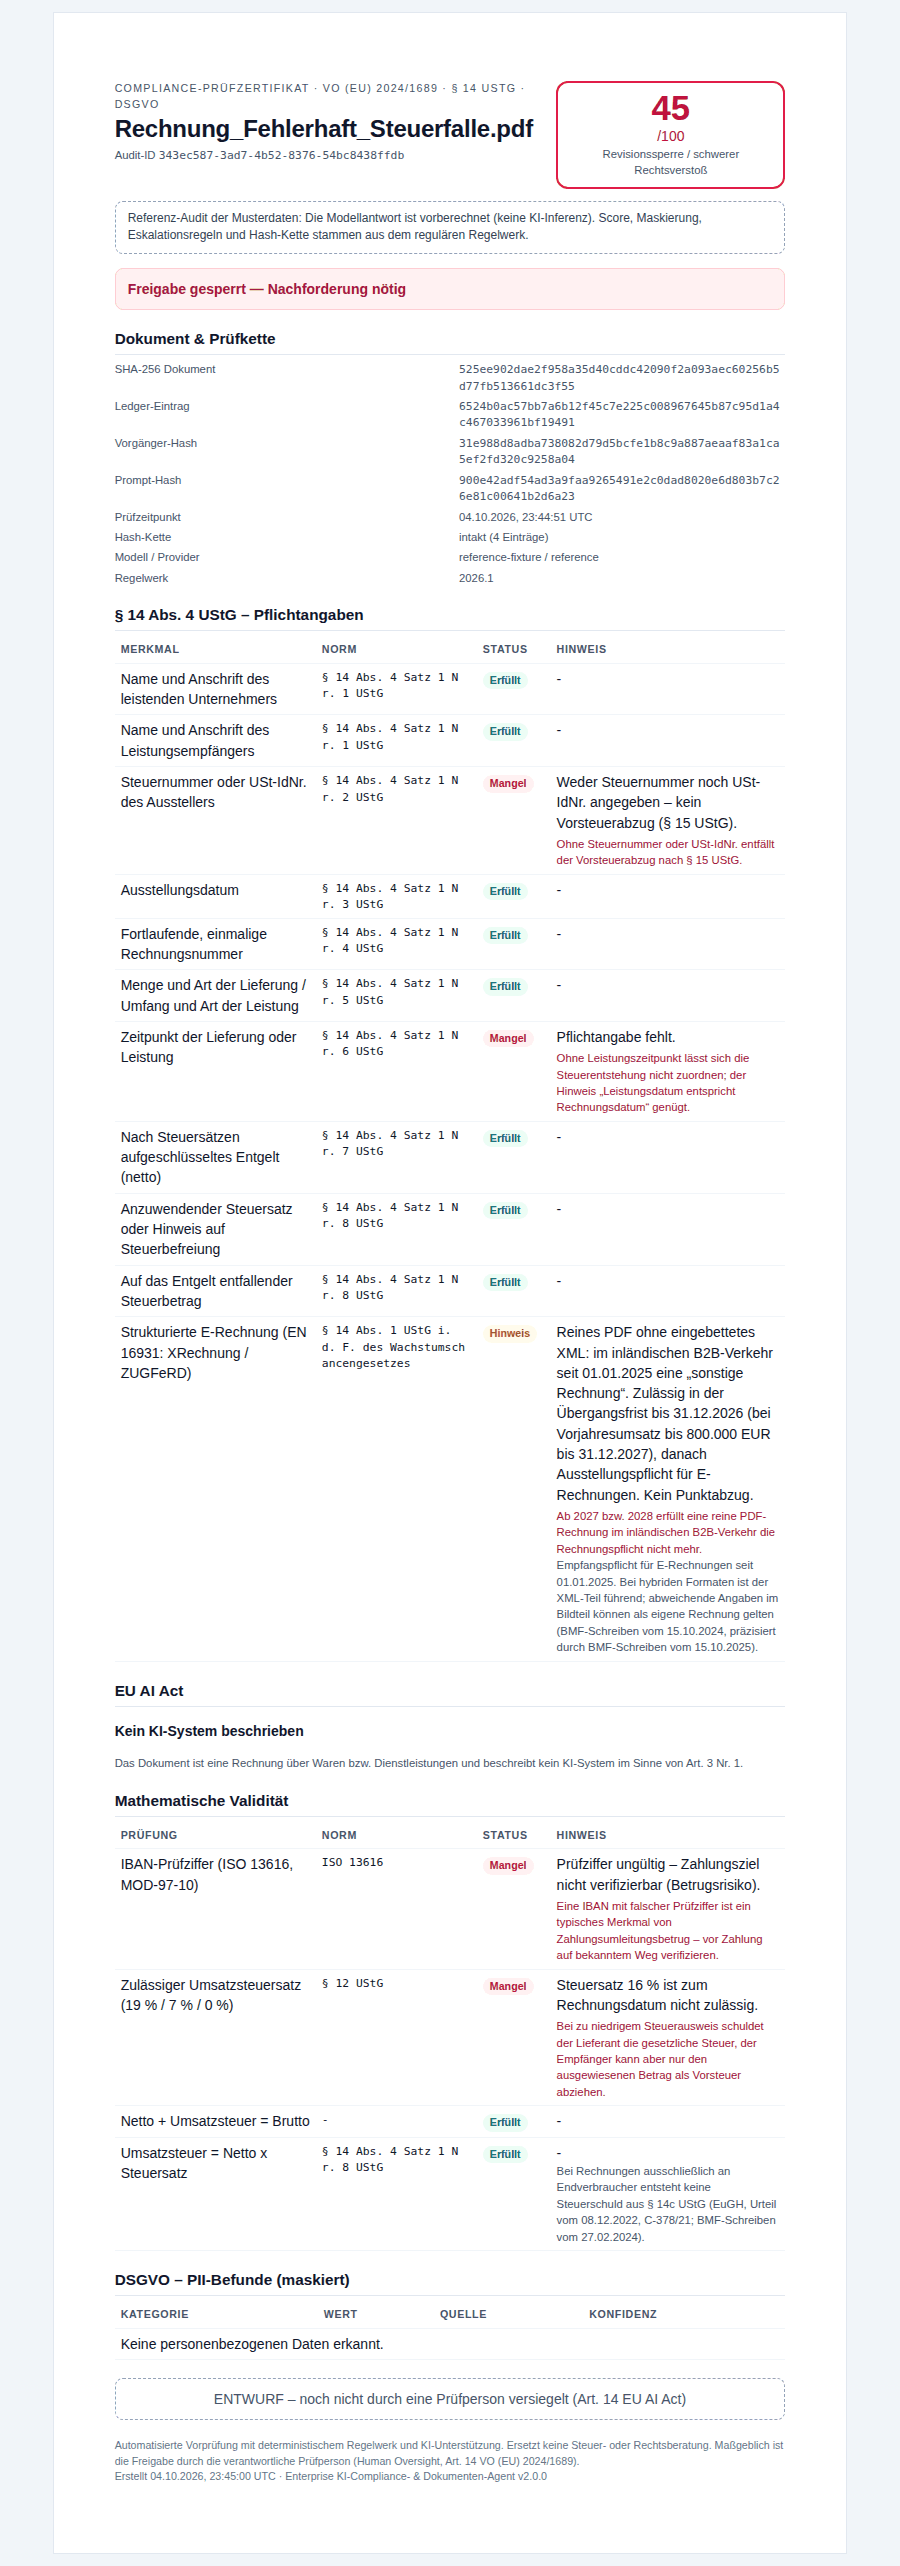 COMPLIANCE-PRÜFZERTIFIKAT · VO (EU) 2024/1689 · § 14 USTG ·
DSGVO
Rechnung_Fehlerhaft_Steuerfalle.pdf
Audit-ID 343ec587-3ad7-4b52-8376-54bc8438ffdb
45
/100
Revisionssperre / schwerer
Rechtsverstoß
Referenz-Audit der Musterdaten: Die Modellantwort ist vorberechnet (keine KI-Inferenz). Score, Maskierung,
Eskalationsregeln und Hash-Kette stammen aus dem regulären Regelwerk.
Freigabe gesperrt — Nachforderung nötig
Dokument & Prüfkette
SHA-256 Dokument
525ee902dae2f958a35d40cddc42090f2a093aec60256b5
d77fb513661dc3f55
Ledger-Eintrag
6524b0ac57bb7a6b12f45c7e225c008967645b87c95d1a4
c467033961bf19491
Vorgänger-Hash
31e988d8adba738082d79d5bcfe1b8c9a887aeaaf83a1ca
5ef2fd320c9258a04
Prompt-Hash
900e42adf54ad3a9faa9265491e2c0dad8020e6d803b7c2
6e81c00641b2d6a23
Prüfzeitpunkt
04.10.2026, 23:44:51 UTC
Hash-Kette
intakt (4 Einträge)
Modell / Provider
reference-fixture / reference
Regelwerk
2026.1
§ 14 Abs. 4 UStG – Pflichtangaben
MERKMAL NORM STATUS HINWEIS
Name und Anschrift des
leistenden Unternehmers
§ 14 Abs. 4 Satz 1 N
r. 1 UStG
Erfüllt
-
Name und Anschrift des
Leistungsempfängers
§ 14 Abs. 4 Satz 1 N
r. 1 UStG
Erfüllt
-
Steuernummer oder USt-IdNr.
des Ausstellers
§ 14 Abs. 4 Satz 1 N
r. 2 UStG
Mangel
Weder Steuernummer noch USt-
IdNr. angegeben – kein
Vorsteuerabzug (§ 15 UStG).
Ohne Steuernummer oder USt-IdNr. entfällt
der Vorsteuerabzug nach § 15 UStG.
Ausstellungsdatum
§ 14 Abs. 4 Satz 1 N
r. 3 UStG
Erfüllt
-
Fortlaufende, einmalige
Rechnungsnummer
§ 14 Abs. 4 Satz 1 N
r. 4 UStG
Erfüllt
-
Menge und Art der Lieferung /
Umfang und Art der Leistung
§ 14 Abs. 4 Satz 1 N
r. 5 UStG
Erfüllt
-
Zeitpunkt der Lieferung oder
Leistung
§ 14 Abs. 4 Satz 1 N
r. 6 UStG
Mangel
Pflichtangabe fehlt.
Ohne Leistungszeitpunkt lässt sich die
Steuerentstehung nicht zuordnen; der
Hinweis „Leistungsdatum entspricht
Rechnungsdatum“ genügt.
Nach Steuersätzen
aufgeschlüsseltes Entgelt
(netto)
§ 14 Abs. 4 Satz 1 N
r. 7 UStG
Erfüllt
-
Anzuwendender Steuersatz
oder Hinweis auf
Steuerbefreiung
§ 14 Abs. 4 Satz 1 N
r. 8 UStG
Erfüllt
-
Auf das Entgelt entfallender
Steuerbetrag
§ 14 Abs. 4 Satz 1 N
r. 8 UStG
Erfüllt
-
Strukturierte E-Rechnung (EN
16931: XRechnung /
ZUGFeRD)
§ 14 Abs. 1 UStG i.
d. F. des Wachstumsch
ancengesetzes
Hinweis
Reines PDF ohne eingebettetes
XML: im inländischen B2B-Verkehr
seit 01.01.2025 eine „sonstige
Rechnung“. Zulässig in der
Übergangsfrist bis 31.12.2026 (bei
Vorjahresumsatz bis 800.000 EUR
bis 31.12.2027), danach
Ausstellungspflicht für E-
Rechnungen. Kein Punktabzug.
Ab 2027 bzw. 2028 erfüllt eine reine PDF-
Rechnung im inländischen B2B-Verkehr die
Rechnungspflicht nicht mehr.
Empfangspflicht für E-Rechnungen seit
01.01.2025. Bei hybriden Formaten ist der
XML-Teil führend; abweichende Angaben im
Bildteil können als eigene Rechnung gelten
(BMF-Schreiben vom 15.10.2024, präzisiert
durch BMF-Schreiben vom 15.10.2025).
EU AI Act
Kein KI-System beschrieben
Das Dokument ist eine Rechnung über Waren bzw. Dienstleistungen und beschreibt kein KI-System im Sinne von Art. 3 Nr. 1.
Mathematische Validität
PRÜFUNG NORM STATUS HINWEIS
IBAN-Prüfziffer (ISO 13616,
MOD-97-10)
ISO 13616
Mangel
Prüfziffer ungültig – Zahlungsziel
nicht verifizierbar (Betrugsrisiko).
Eine IBAN mit falscher Prüfziffer ist ein
typisches Merkmal von
Zahlungsumleitungsbetrug – vor Zahlung
auf bekanntem Weg verifizieren.
Zulässiger Umsatzsteuersatz
(19 % / 7 % / 0 %)
§ 12 UStG
Mangel
Steuersatz 16 % ist zum
Rechnungsdatum nicht zulässig.
Bei zu niedrigem Steuerausweis schuldet
der Lieferant die gesetzliche Steuer, der
Empfänger kann aber nur den
ausgewiesenen Betrag als Vorsteuer
abziehen.
Netto + Umsatzsteuer = Brutto
-
Erfüllt
-
Umsatzsteuer = Netto x
Steuersatz
§ 14 Abs. 4 Satz 1 N
r. 8 UStG
Erfüllt
-
Bei Rechnungen ausschließlich an
Endverbraucher entsteht keine
Steuerschuld aus § 14c UStG (EuGH, Urteil
vom 08.12.2022, C-378/21; BMF-Schreiben
vom 27.02.2024).
DSGVO – PII-Befunde (maskiert)
KATEGORIE WERT QUELLE KONFIDENZ
Keine personenbezogenen Daten erkannt.
ENTWURF – noch nicht durch eine Prüfperson versiegelt (Art. 14 EU AI Act)
Automatisierte Vorprüfung mit deterministischem Regelwerk und KI-Unterstützung. Ersetzt keine Steuer- oder Rechtsberatung. Maßgeblich ist
die Freigabe durch die verantwortliche Prüfperson (Human Oversight, Art. 14 VO (EU) 2024/1689).
Erstellt 04.10.2026, 23:45:00 UTC · Enterprise KI-Compliance- & Dokumenten-Agent v2.0.0